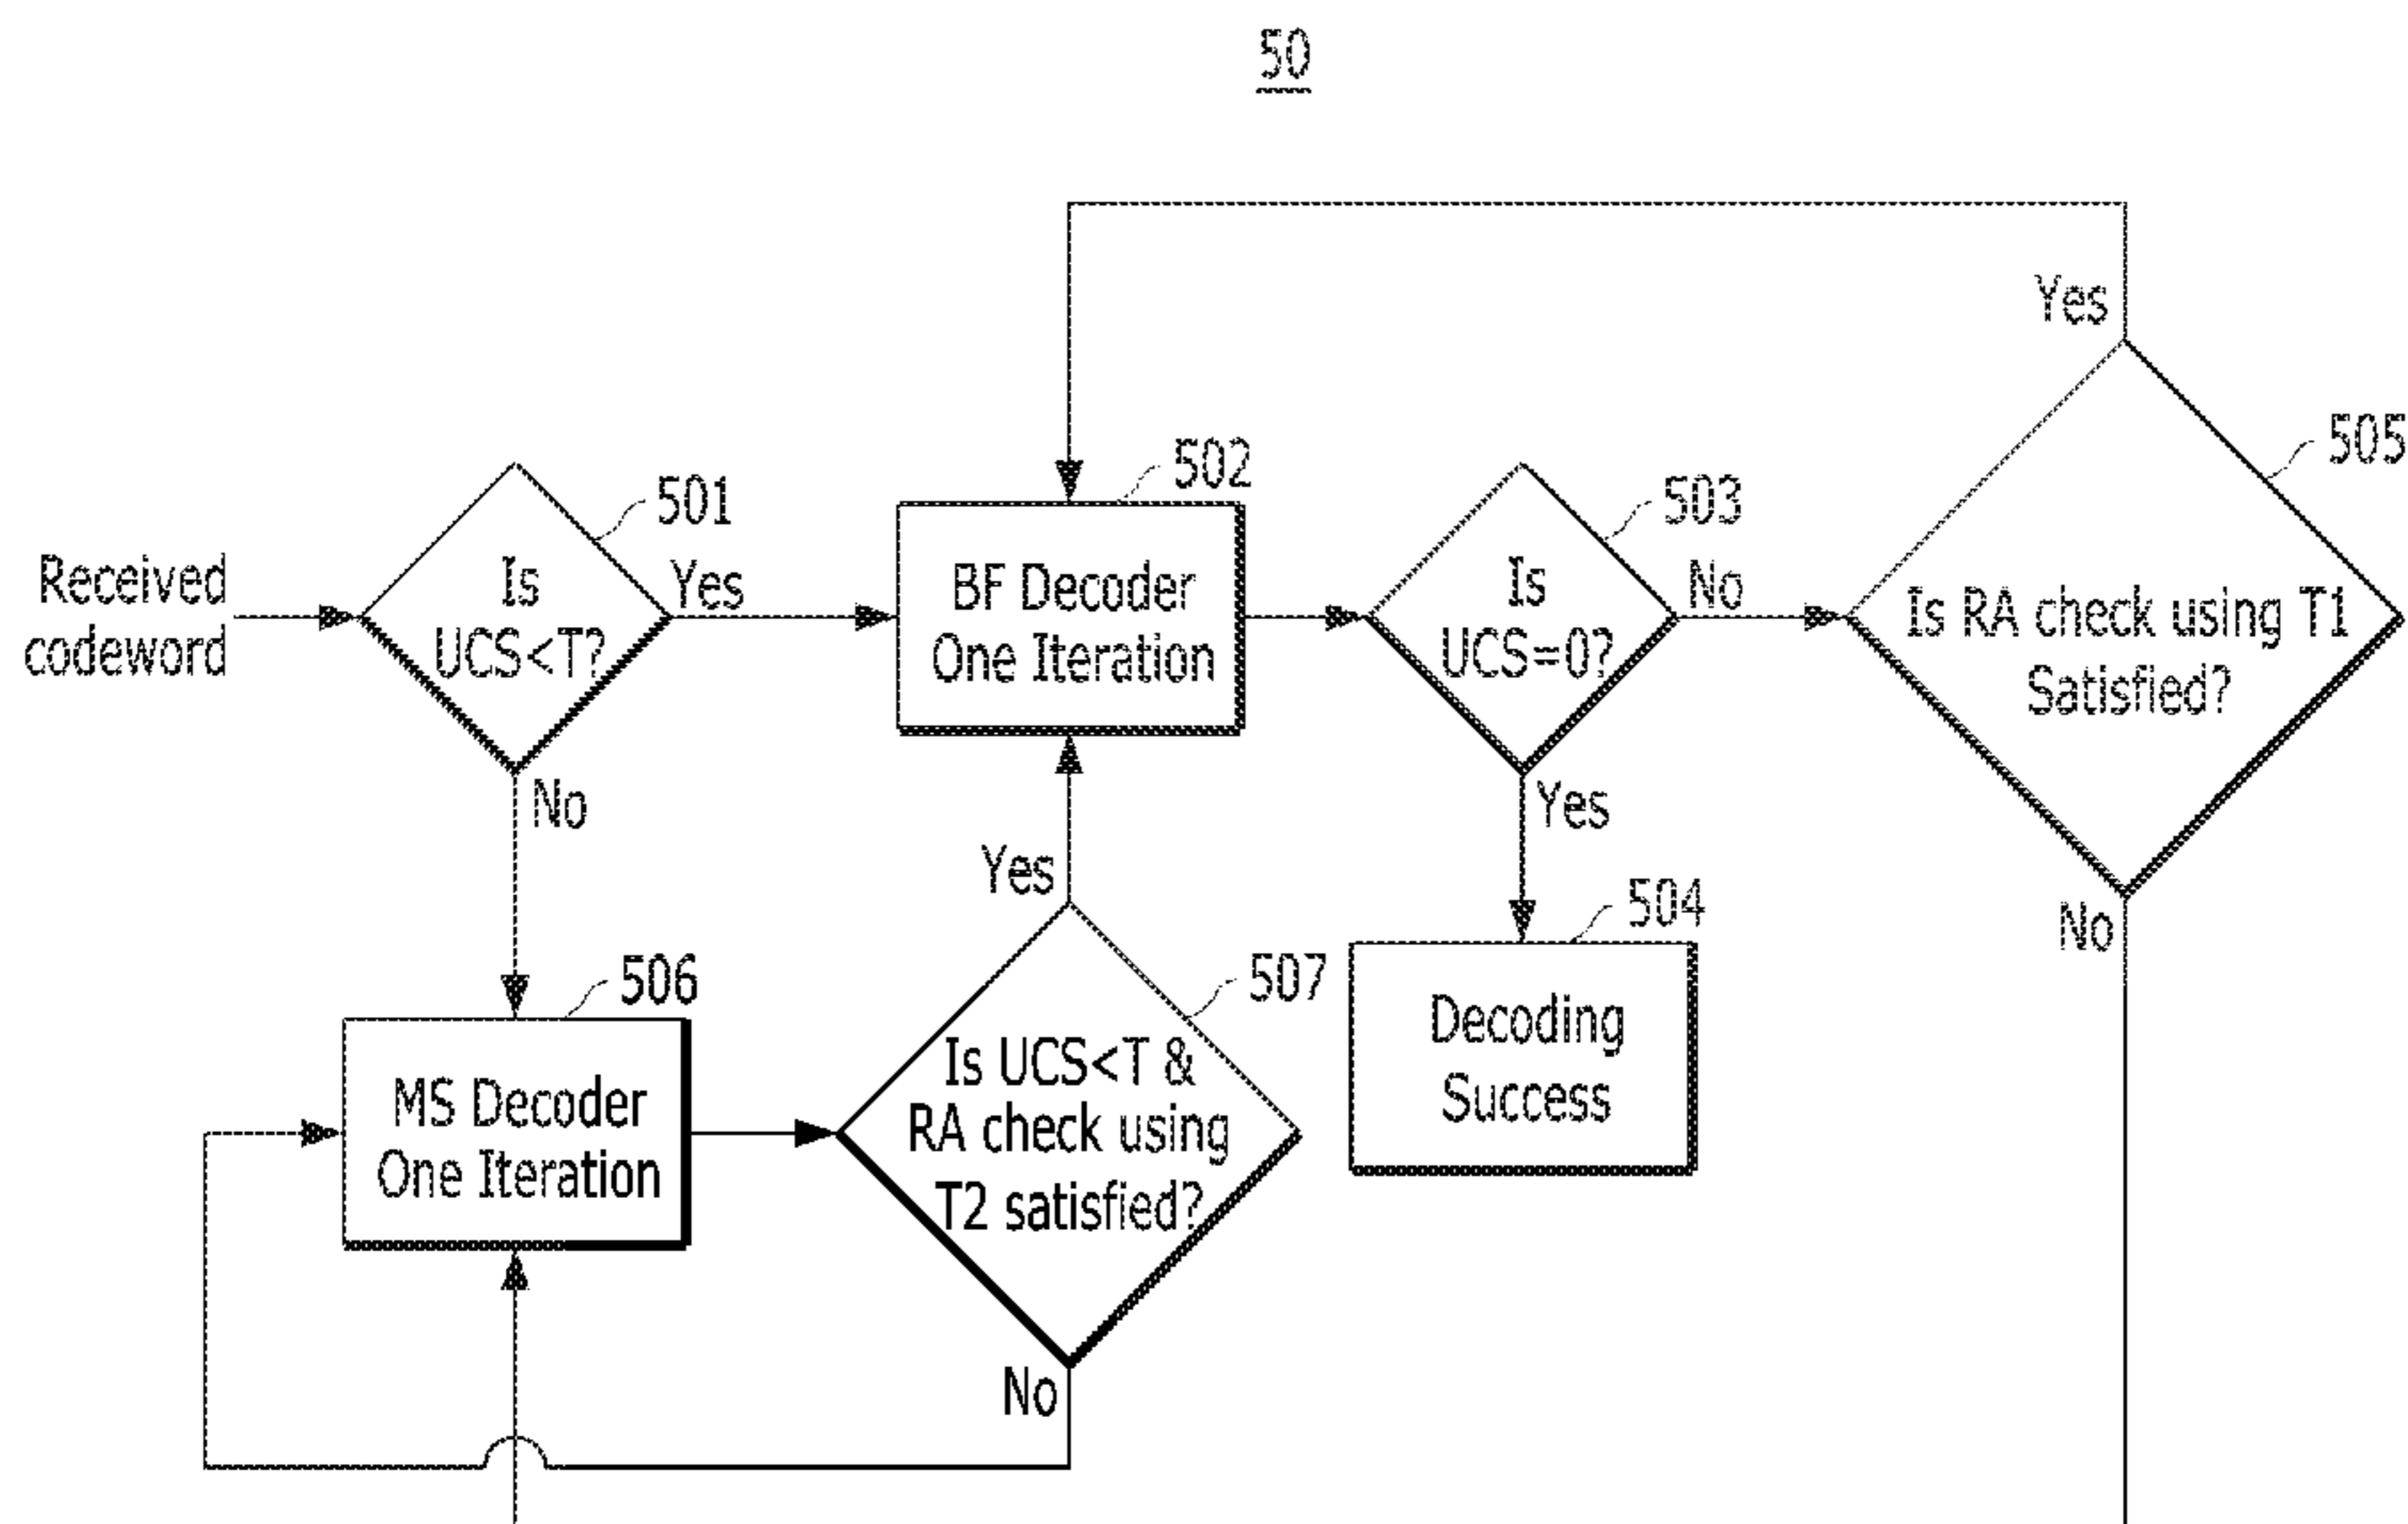 50
Received
codeword
501
Is
UCS<T?
Yes
No
502
BF Decoder
One Iteration
503
Is
UCS=0?
No
Yes
504
Decoding
Success
505
Is RA check using T1
Satisfied?
Yes
No
506
MS Decoder
One Iteration
507
Is UCS<T &
RA check using
T2 satisfied?
Yes
No